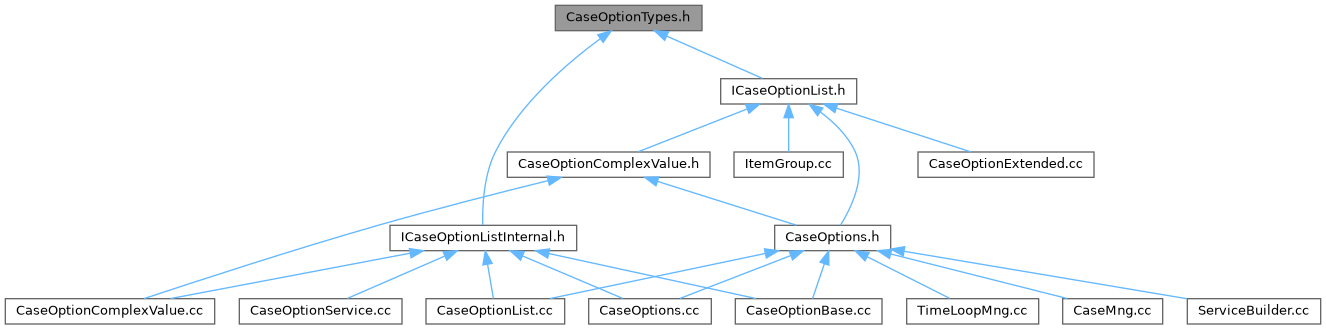 CaseOptionTypes.h
ICaseOptionList.h
CaseOptionComplexValue.h
ItemGroup.cc
CaseOptionExtended.cc
ICaseOptionListInternal.h
CaseOptions.h
CaseOptionComplexValue.cc
CaseOptionService.cc
CaseOptionList.cc
CaseOptions.cc
CaseOptionBase.cc
TimeLoopMng.cc
CaseMng.cc
ServiceBuilder.cc